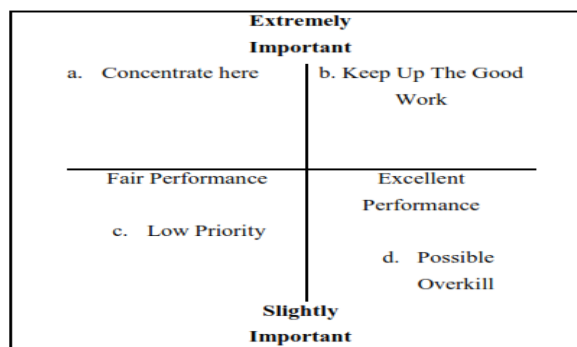 Extremely
Important
a. Concentrate here
b. Keep Up The Good
Work
Fair Performance
Excellent
Performance
c. Low Priority
d. Possible
Overkill
Slightly
Important